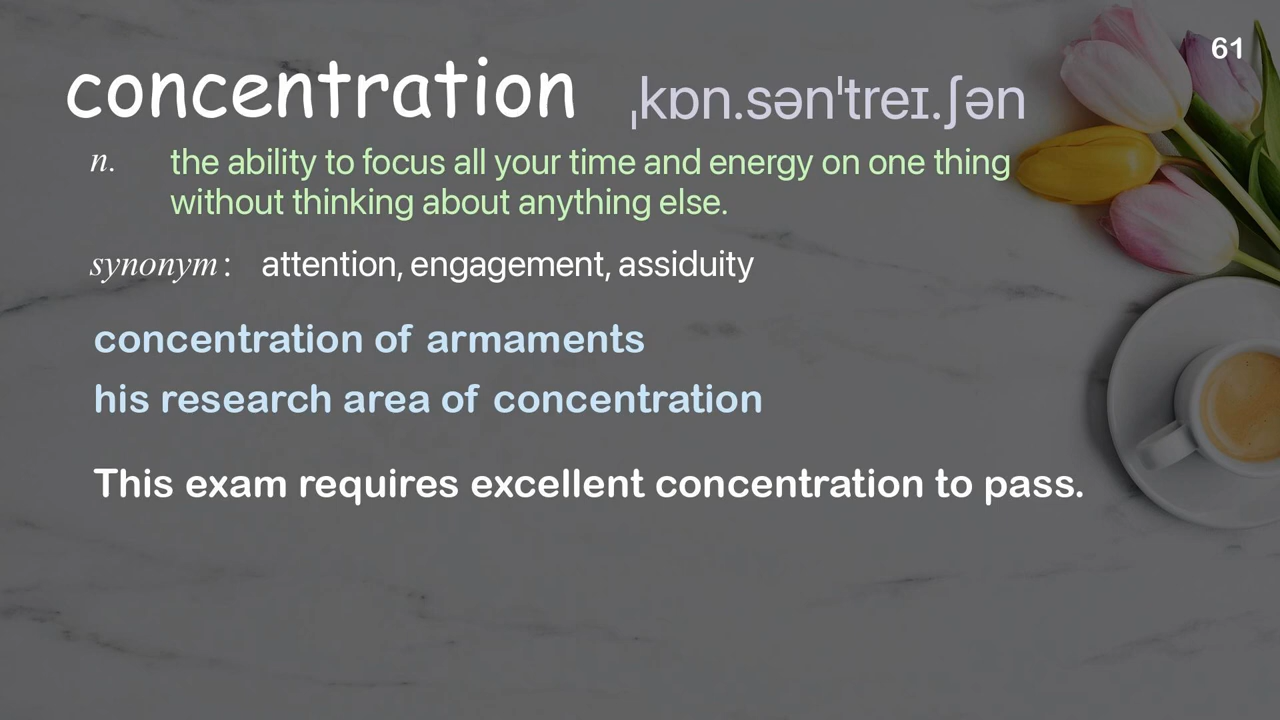 61
concentration ˌkɒn.sənˈtreɪ.ʃən
n. the ability to focus all your time and energy on one thing
without thinking about anything else.
synonym: attention, engagement, assiduity
concentration of armaments
his research area of concentration
This exam requires excellent concentration to pass.